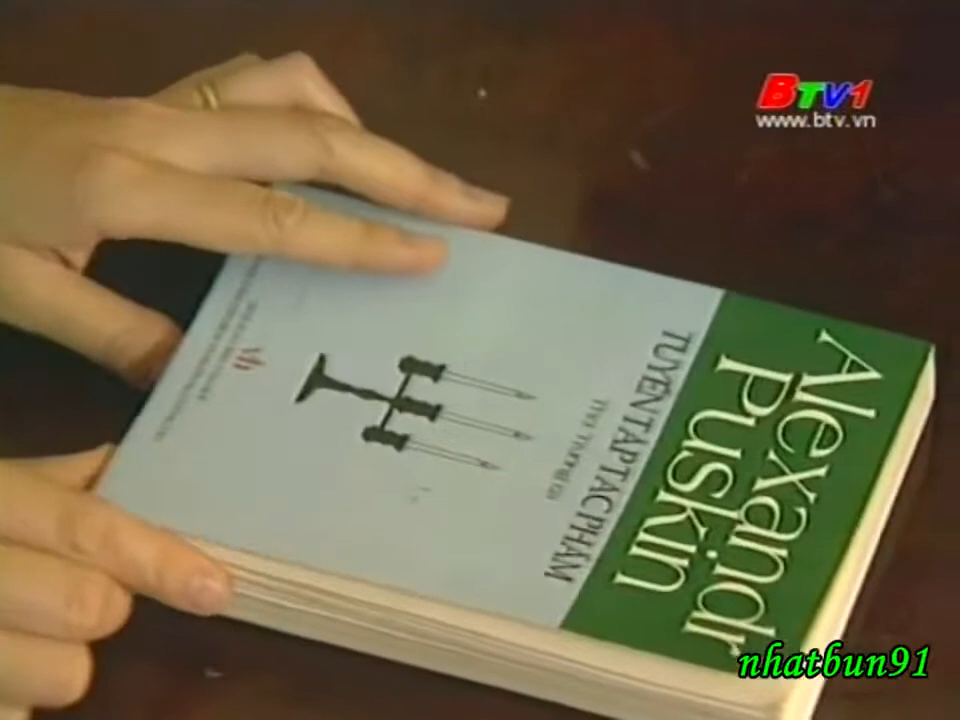 BTV1
www.btv.vn
Alexandr
Puskin
TUYỂN TẬP TÁC PHẨM
nhatbun91